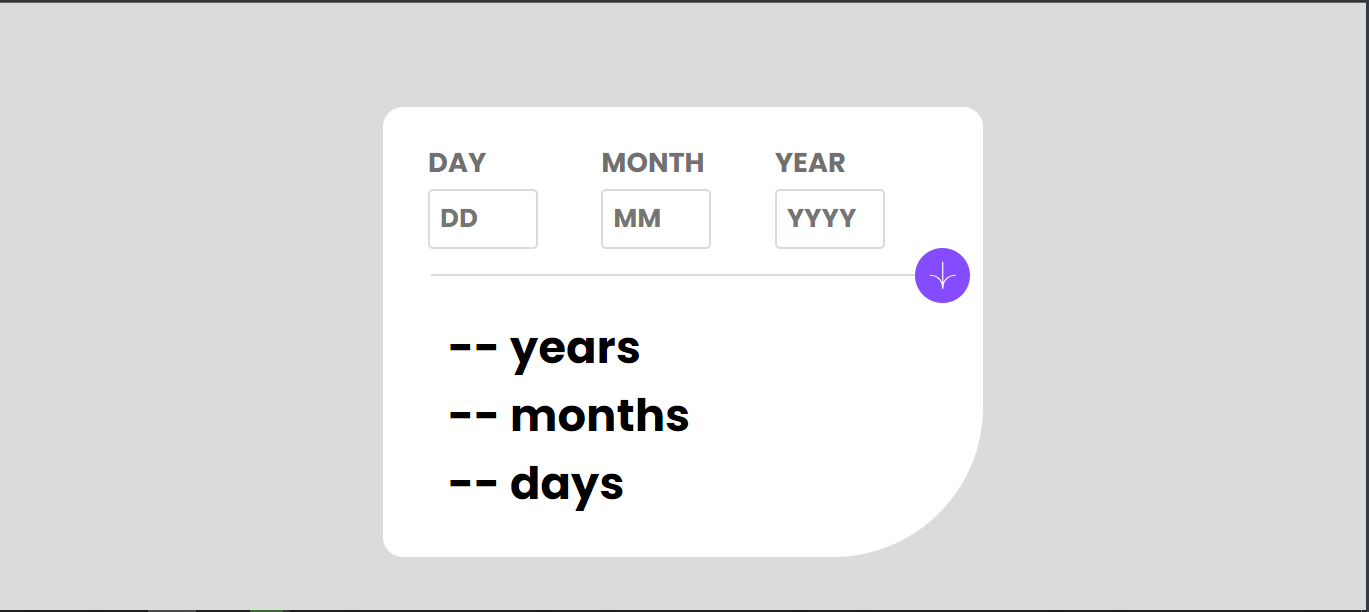 DAY MONTH YEAR
DD MM YYYY
-- years
-- months
-- days